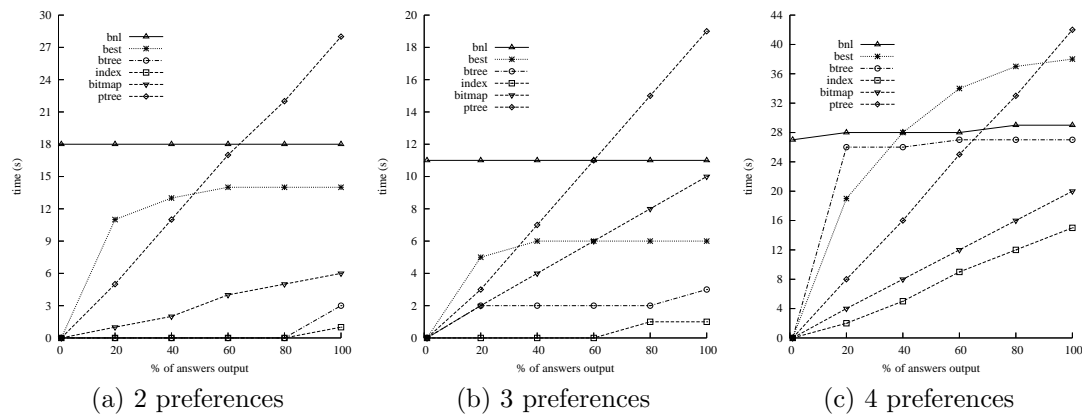 30
27
24
21
18
15
12
9
6
3
0
time (s)
bnl
best
btree
index
bitmap
ptree
0 20 40 60 80 100
% of answers output
(a) 2 preferences
20
18
16
14
12
10
8
6
4
2
0
time (s)
bnl
best
btree
index
bitmap
ptree
0 20 40 60 80 100
% of answers output
(b) 3 preferences
44
40
36
32
28
24
20
16
12
8
4
0
time (s)
bnl
best
btree
index
bitmap
ptree
0 20 40 60 80 100
% of answers output
(c) 4 preferences